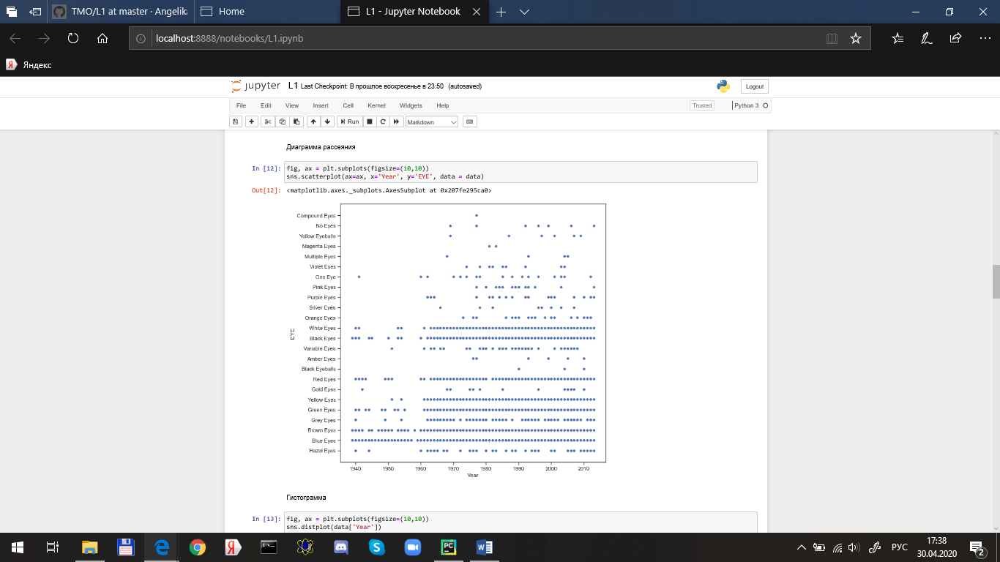 TMO/L1 at master · Angelik
Home
L1 - Jupyter Notebook
localhost:8888/notebooks/L1.ipynb
Я Яндекс
jupyter L1 Last Checkpoint: В прошлое воскресенье в 23:50 (autosaved)
Logout
File Edit View Insert Cell Kernel Widgets Help
Trusted
Python 3
Run
Markdown
Диаграмма рассеяния
In [12]: fig, ax = plt.subplots(figsize=(10,10))
sns.scatterplot(ax=ax, x='Year', y='EYE', data = data)
Out[12]: <matplotlib.axes._subplots.AxesSubplot at 0x207fe295ca0>
Compound Eyes
No Eyes
Yellow Eyeballs
Magenta Eyes
Multiple Eyes
Violet Eyes
One Eye
Pink Eyes
Purple Eyes
Silver Eyes
Orange Eyes
White Eyes
EYE
Black Eyes
Variable Eyes
Amber Eyes
Black Eyeballs
Red Eyes
Gold Eyes
Yellow Eyes
Green Eyes
Grey Eyes
Brown Eyes
Blue Eyes
Hazel Eyes
1940 1950 1960 1970 1980 1990 2000 2010
Year
Гистограмма
In [13]: fig, ax = plt.subplots(figsize=(10,10))
sns.distplot(data['Year'])
РУС
17:38
30.04.2020
2